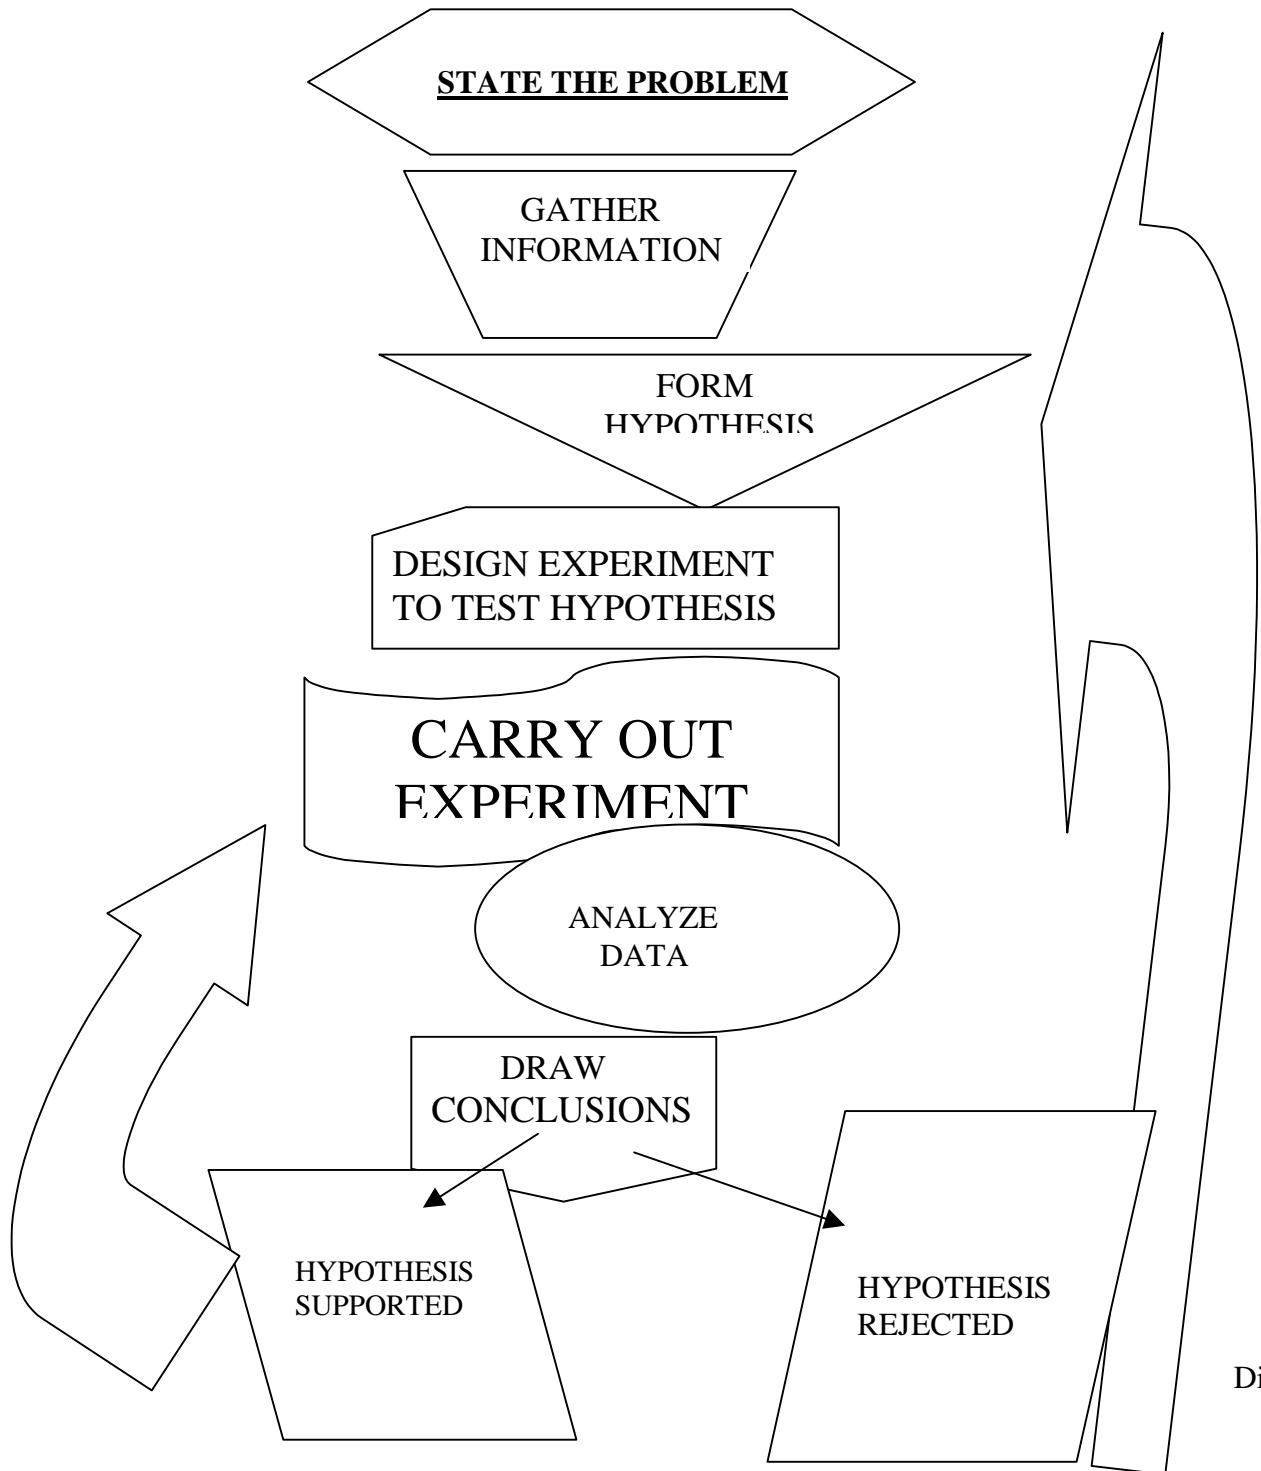 STATE THE PROBLEM
GATHER
INFORMATION
FORM
HYPOTHESIS
DESIGN EXPERIMENT
TO TEST HYPOTHESIS
CARRY OUT
EXPERIMENT
ANALYZE
DATA
DRAW
CONCLUSIONS
HYPOTHESIS
SUPPORTED
HYPOTHESIS
REJECTED